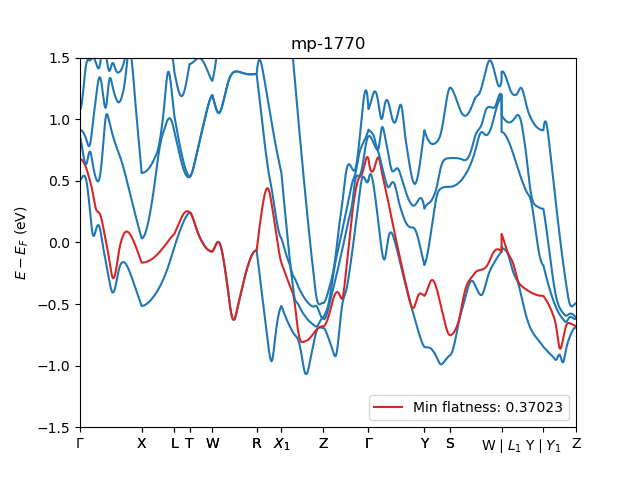 mp-1770
1.5
1.0
0.5
0.0
−0.5
−1.0
−1.5
E − E_F (eV)
Min flatness: 0.37023
Γ X L T W R X₁ Z Γ Y S W | L₁ Y | Y₁ Z